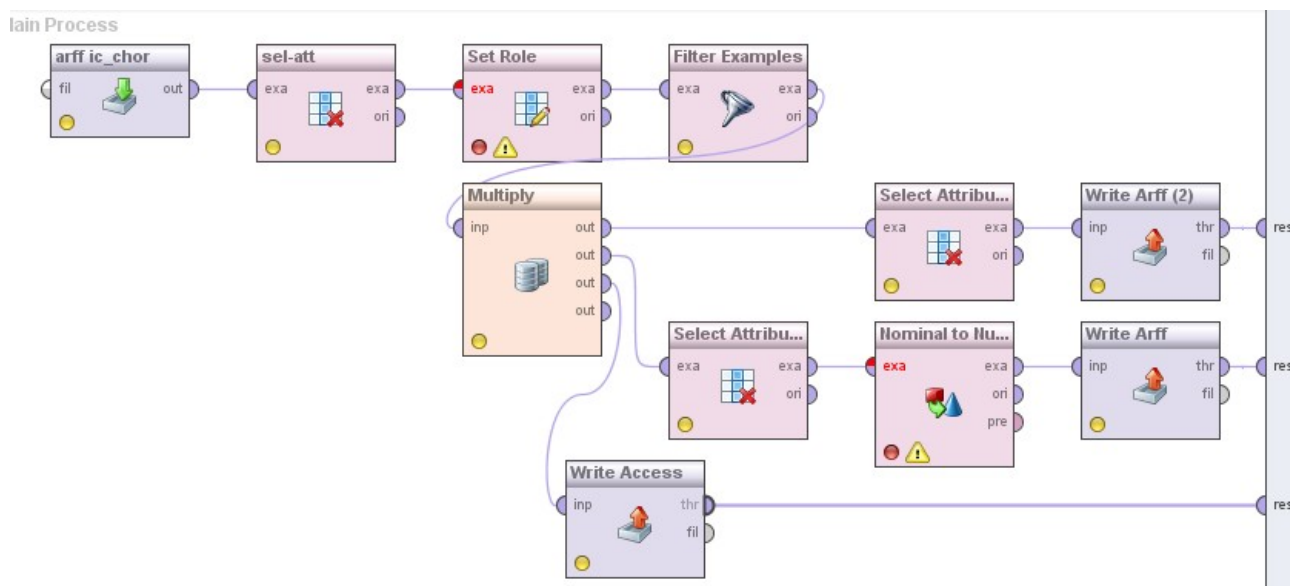 lain Process
arff ic_chor sel-att Set Role Filter Examples
fil out exa exa exa exa exa exa
ori ori ori
Multiply Select Attribu... Write Arff (2)
inp out exa exa inp thr res
out ori fil
out
out
Select Attribu... Nominal to Nu... Write Arff
exa exa exa exa inp thr res
ori ori fil
pre
Write Access
inp thr res
fil